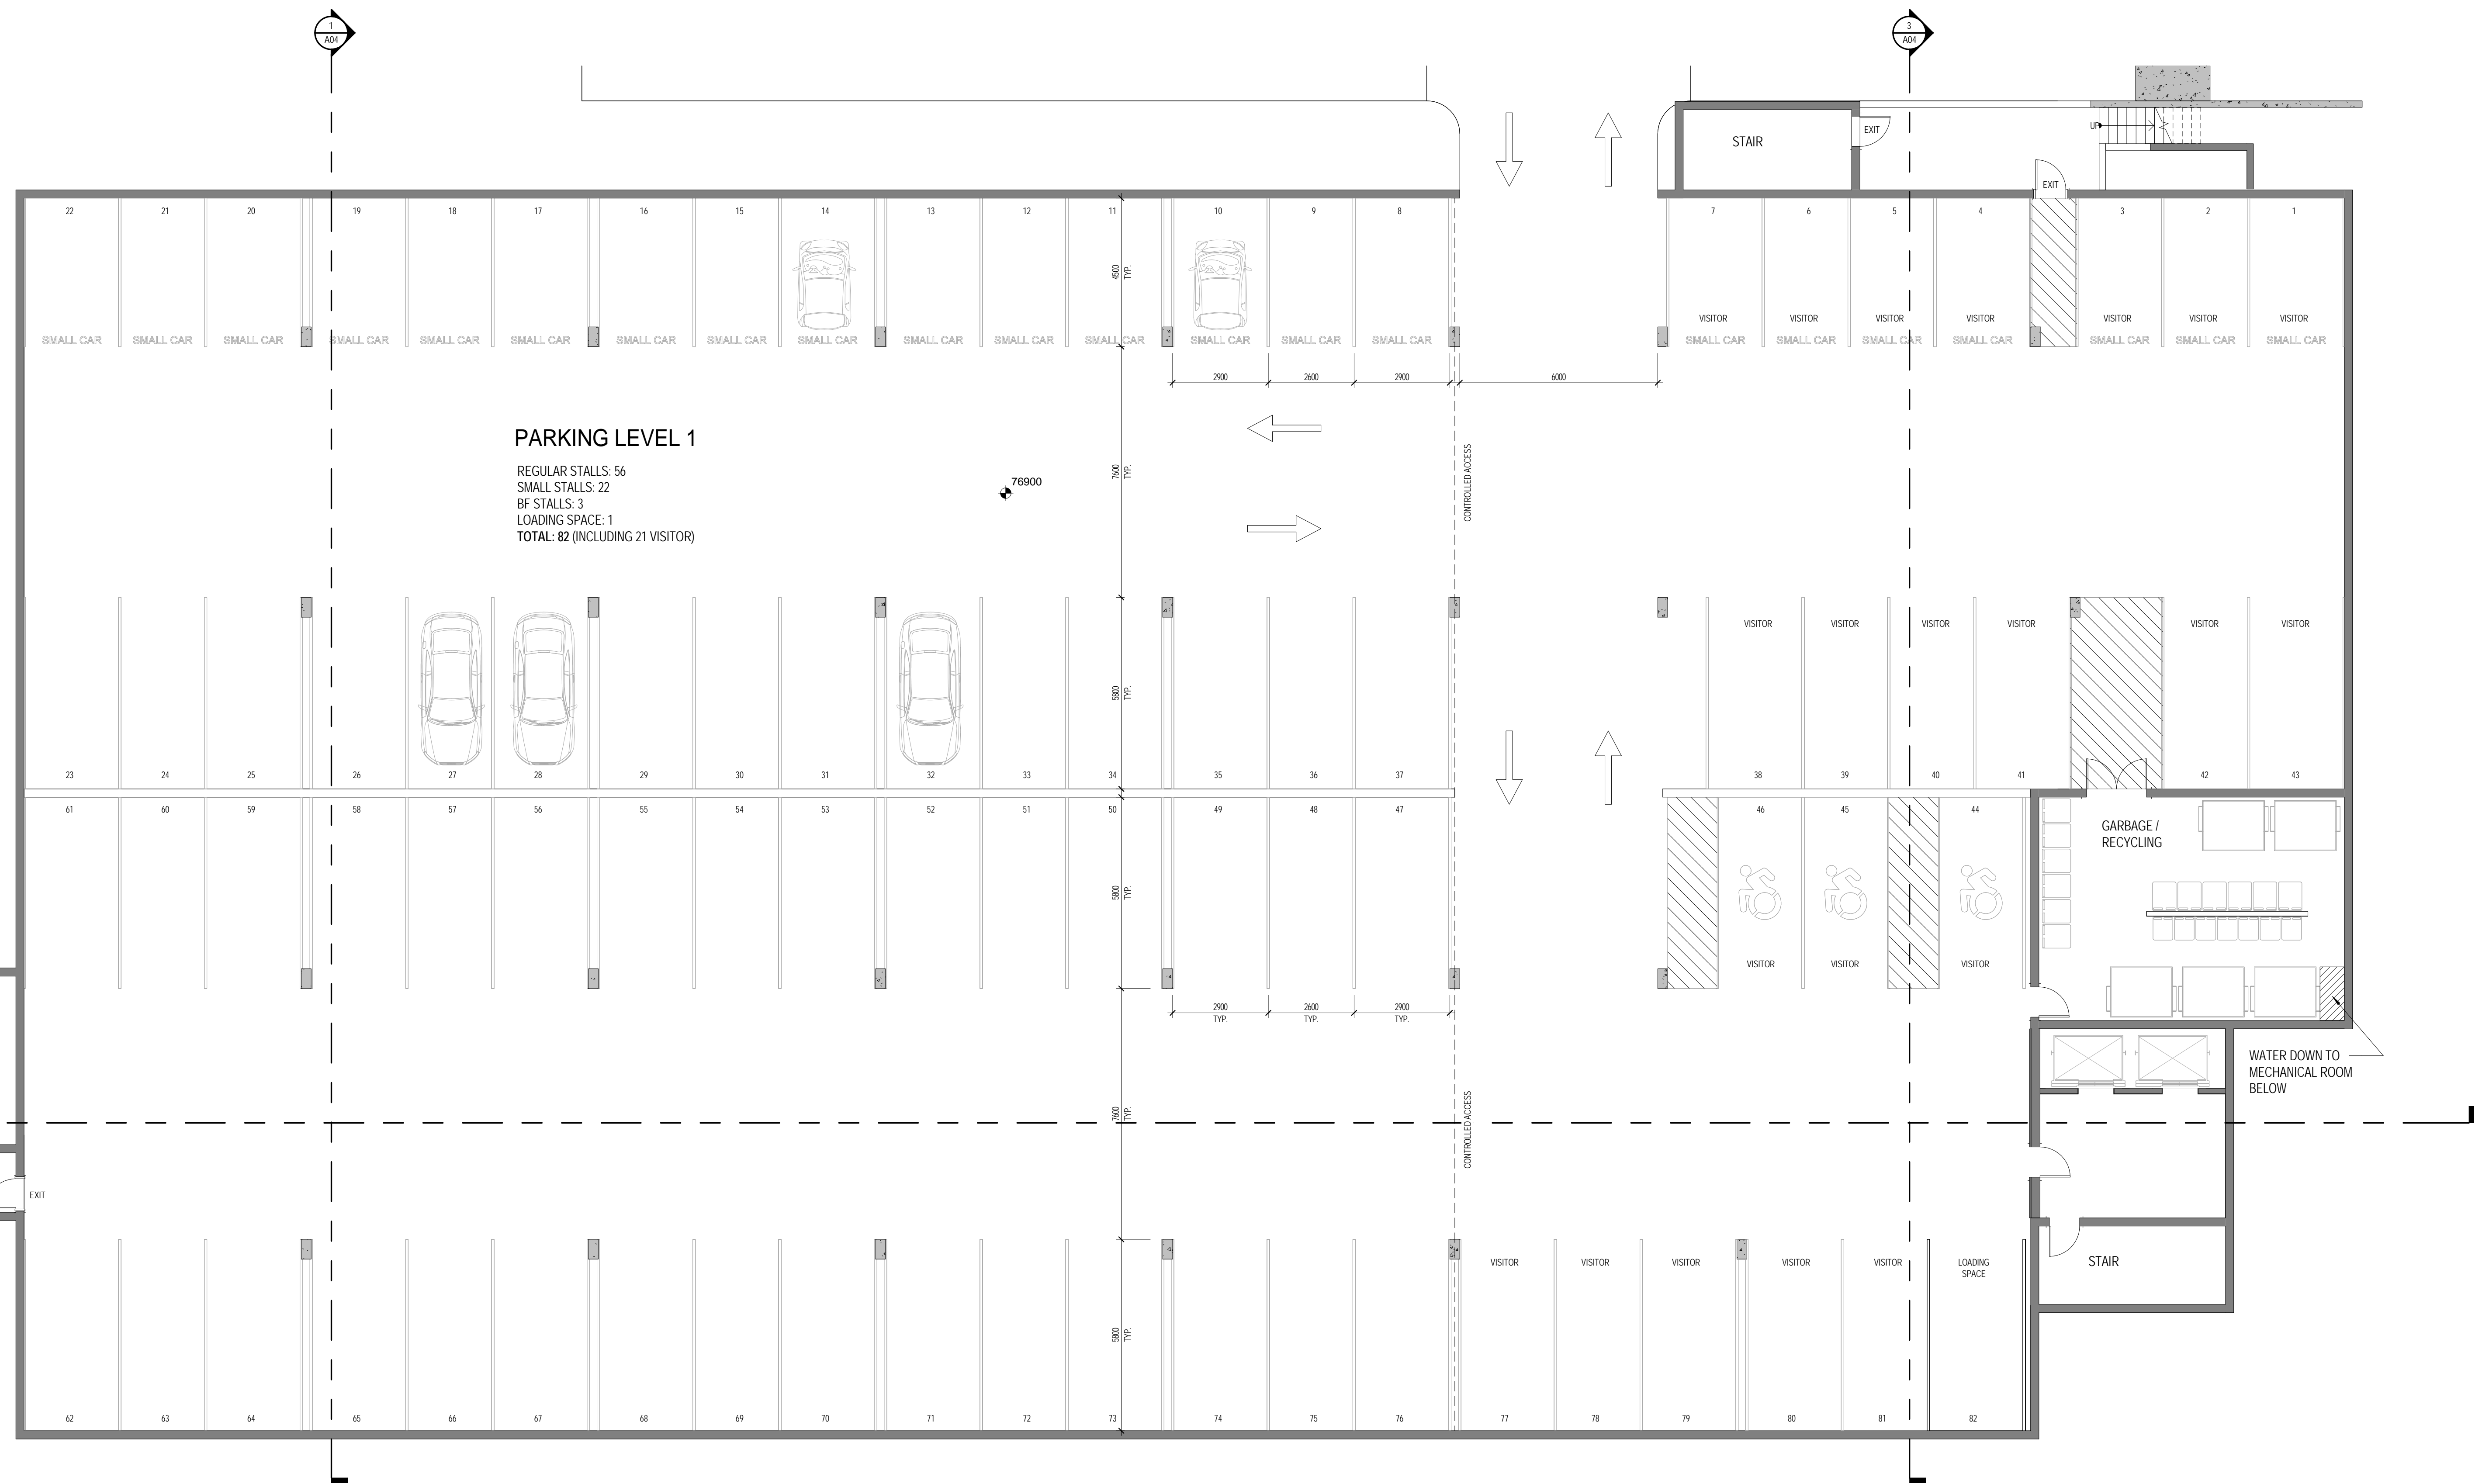 1
A04
3
A04
STAIR
EXIT
UP
EXIT
22 21 20 19 18 17 16 15 14 13 12 11 10 9 8 7 6 5 4 3 2 1
4500
TYP.
VISITOR VISITOR VISITOR VISITOR VISITOR VISITOR VISITOR
SMALL CAR SMALL CAR SMALL CAR SMALL CAR SMALL CAR SMALL CAR SMALL CAR SMALL CAR SMALL CAR SMALL CAR SMALL CAR SMALL CAR SMALL CAR SMALL CAR SMALL CAR SMALL CAR SMALL CAR SMALL CAR SMALL CAR SMALL CAR SMALL CAR SMALL CAR
2900 2600 2900 6000
PARKING LEVEL 1
REGULAR STALLS: 56
SMALL STALLS: 22
BF STALLS: 3
LOADING SPACE: 1
TOTAL: 82 (INCLUDING 21 VISITOR)
76900
7600
TYP.
CONTROLLED ACCESS
VISITOR VISITOR VISITOR VISITOR VISITOR VISITOR
5800
TYP.
23 24 25 26 27 28 29 30 31 32 33 34 35 36 37 38 39 40 41 42 43
61 60 59 58 57 56 55 54 53 52 51 50 49 48 47 46 45 44
GARBAGE /
RECYCLING
5800
TYP.
VISITOR VISITOR VISITOR
2900 2600 2900
TYP. TYP. TYP.
WATER DOWN TO
MECHANICAL ROOM
BELOW
7600
TYP.
CONTROLLED ACCESS
EXIT
VISITOR VISITOR VISITOR VISITOR VISITOR LOADING
SPACE
STAIR
5800
TYP.
62 63 64 65 66 67 68 69 70 71 72 73 74 75 76 77 78 79 80 81 82